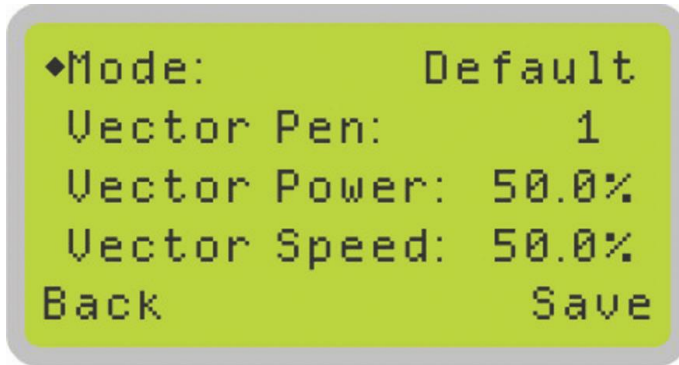 ◆Mode: Default
Vector Pen: 1
Vector Power: 50.0%
Vector Speed: 50.0%
Back Save